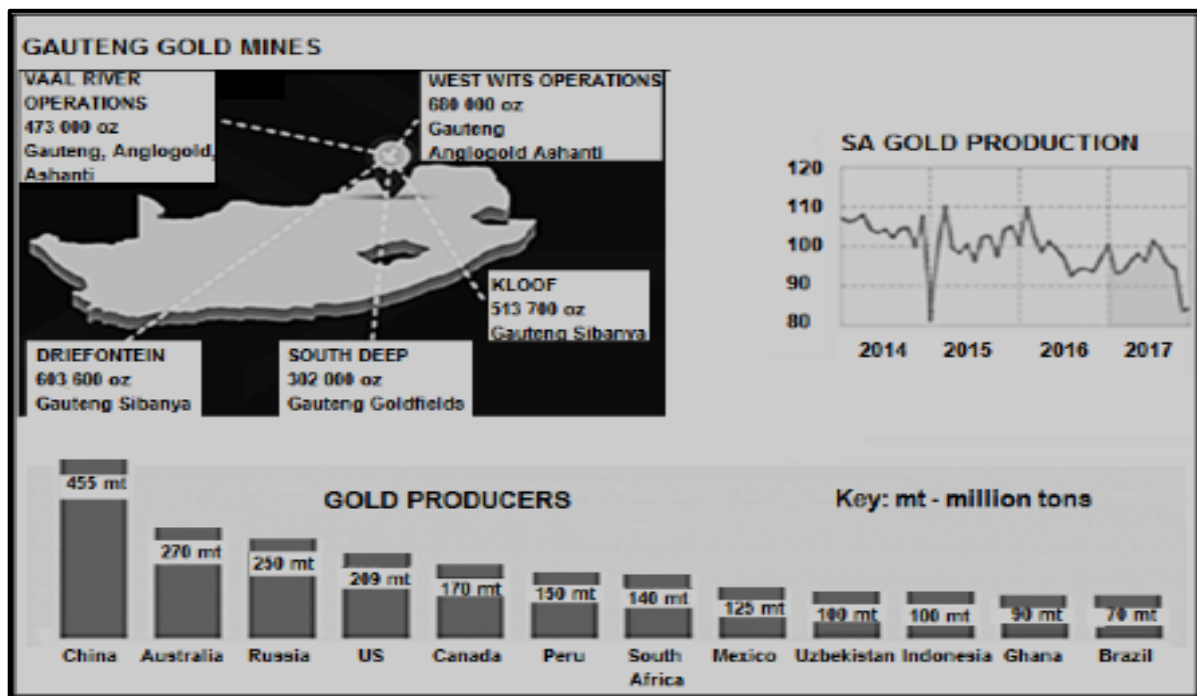 GAUTENG GOLD MINES
VAAL RIVER
OPERATIONS
473 000 oz
Gauteng, Anglogold,
Ashanti
WEST WITS OPERATIONS
680 000 oz
Gauteng
Anglogold Ashanti
KLOOF
513 700 oz
Gauteng Sibanya
DRIEFONTEIN
603 600 oz
Gauteng Sibanya
SOUTH DEEP
302 000 oz
Gauteng Goldfields
SA GOLD PRODUCTION
120
110
100
90
80
2014 2015 2016 2017
GOLD PRODUCERS
Key: mt - million tons
455 mt
270 mt
250 mt
209 mt
170 mt
150 mt
140 mt
125 mt
100 mt
100 mt
90 mt
70 mt
China Australia Russia US Canada Peru South Mexico Uzbekistan Indonesia Ghana Brazil
Africa